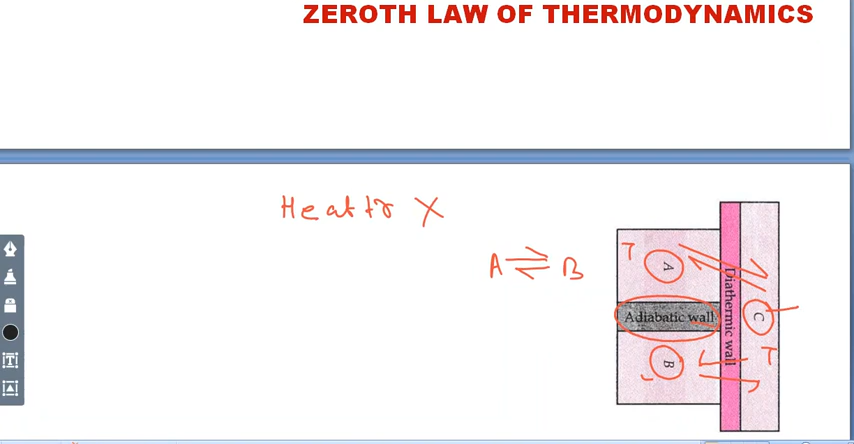 ZEROTH LAW OF THERMODYNAMICS
Heat tr X
A ⇌ B
T
A
Diathermic wall
C
Adiabatic wall
T
B